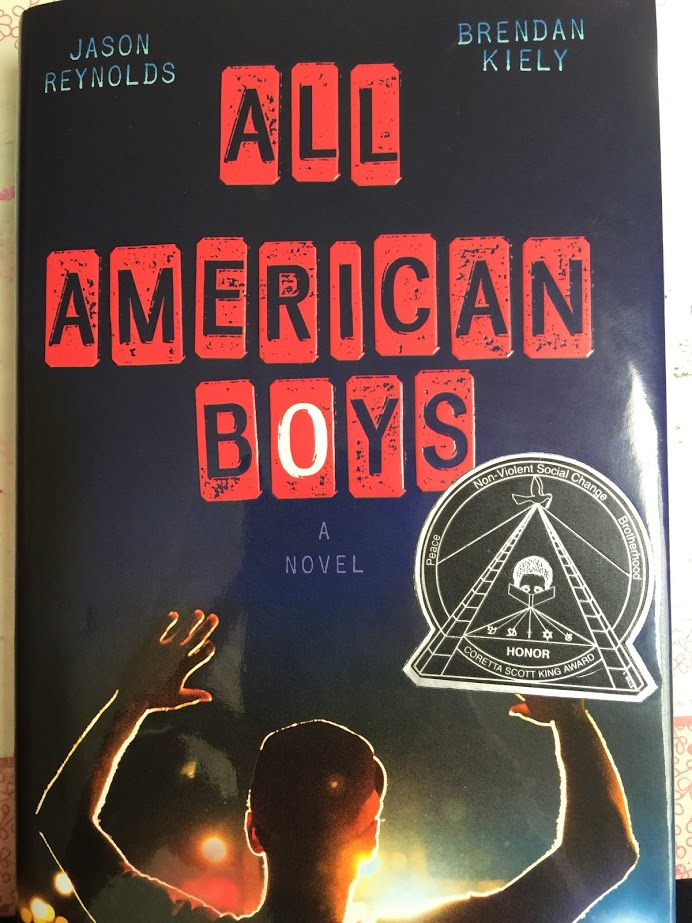 JASON
REYNOLDS
BRENDAN
KIELY
ALL
AMERICAN
BOYS
A
NOVEL
Peace
Non-Violent Social Change
Brotherhood
HONOR
CORETTA SCOTT KING AWARD